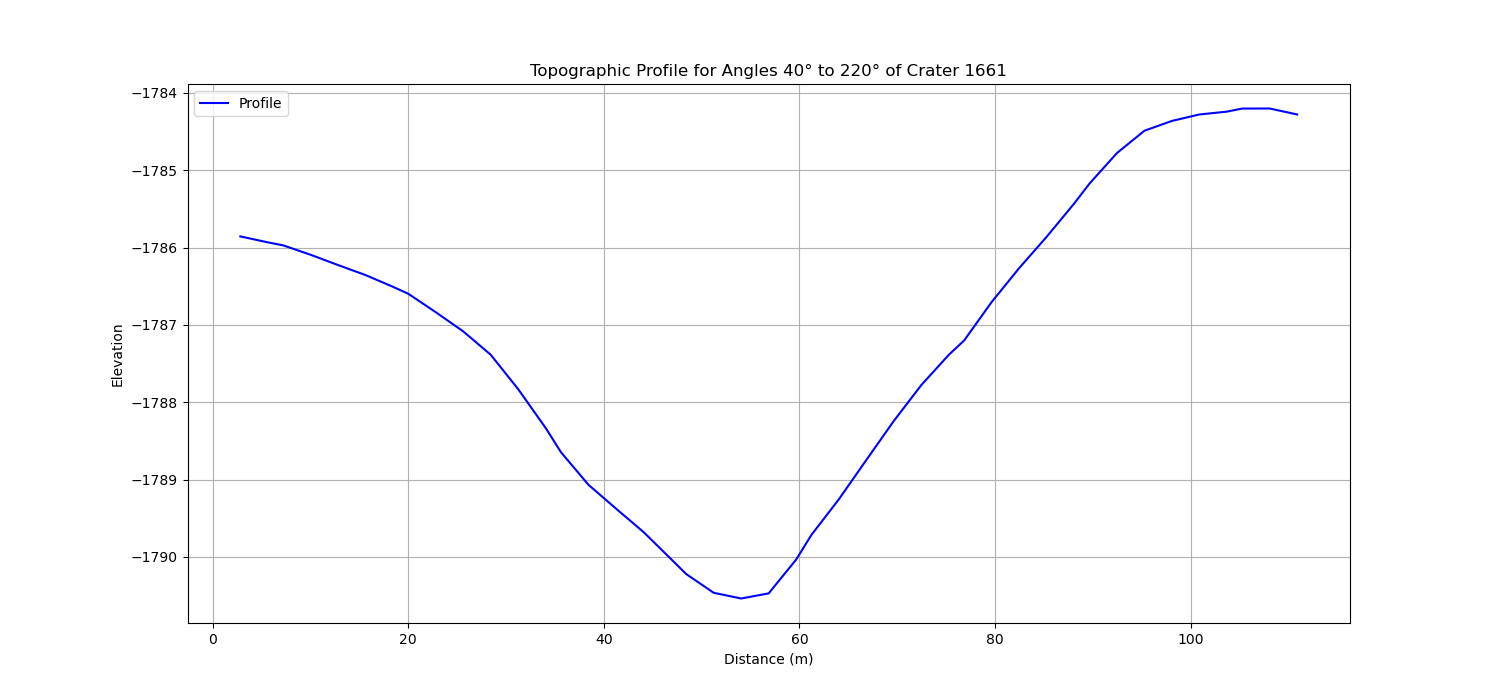 Topographic Profile for Angles 40° to 220° of Crater 1661
Profile
−1784
−1785
−1786
−1787
−1788
−1789
−1790
Elevation
0 20 40 60 80 100
Distance (m)